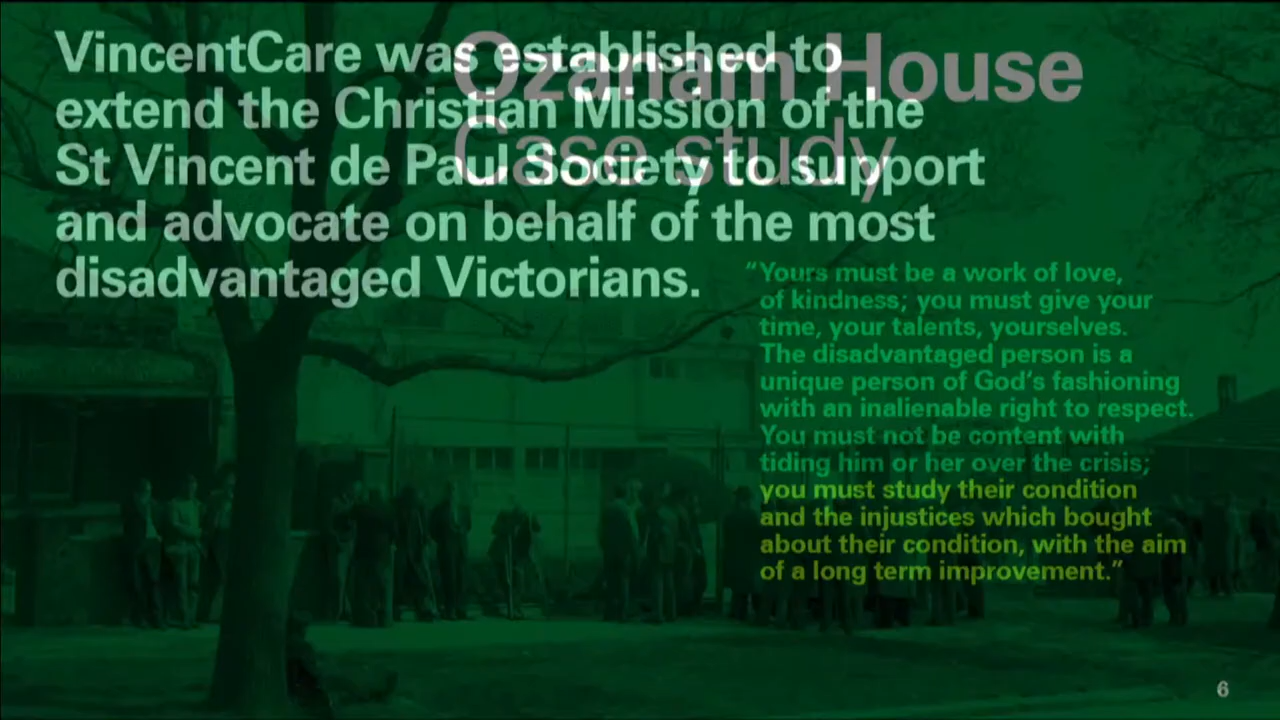 VincentCare was established to
extend the Christian Mission of the
St Vincent de Paul Society to support
and advocate on behalf of the most
disadvantaged Victorians.
Ozanam House
Case study
“Yours must be a work of love,
of kindness; you must give your
time, your talents, yourselves.
The disadvantaged person is a
unique person of God’s fashioning
with an inalienable right to respect.
You must not be content with
tiding him or her over the crisis;
you must study their condition
and the injustices which bought
about their condition, with the aim
of a long term improvement.”
6